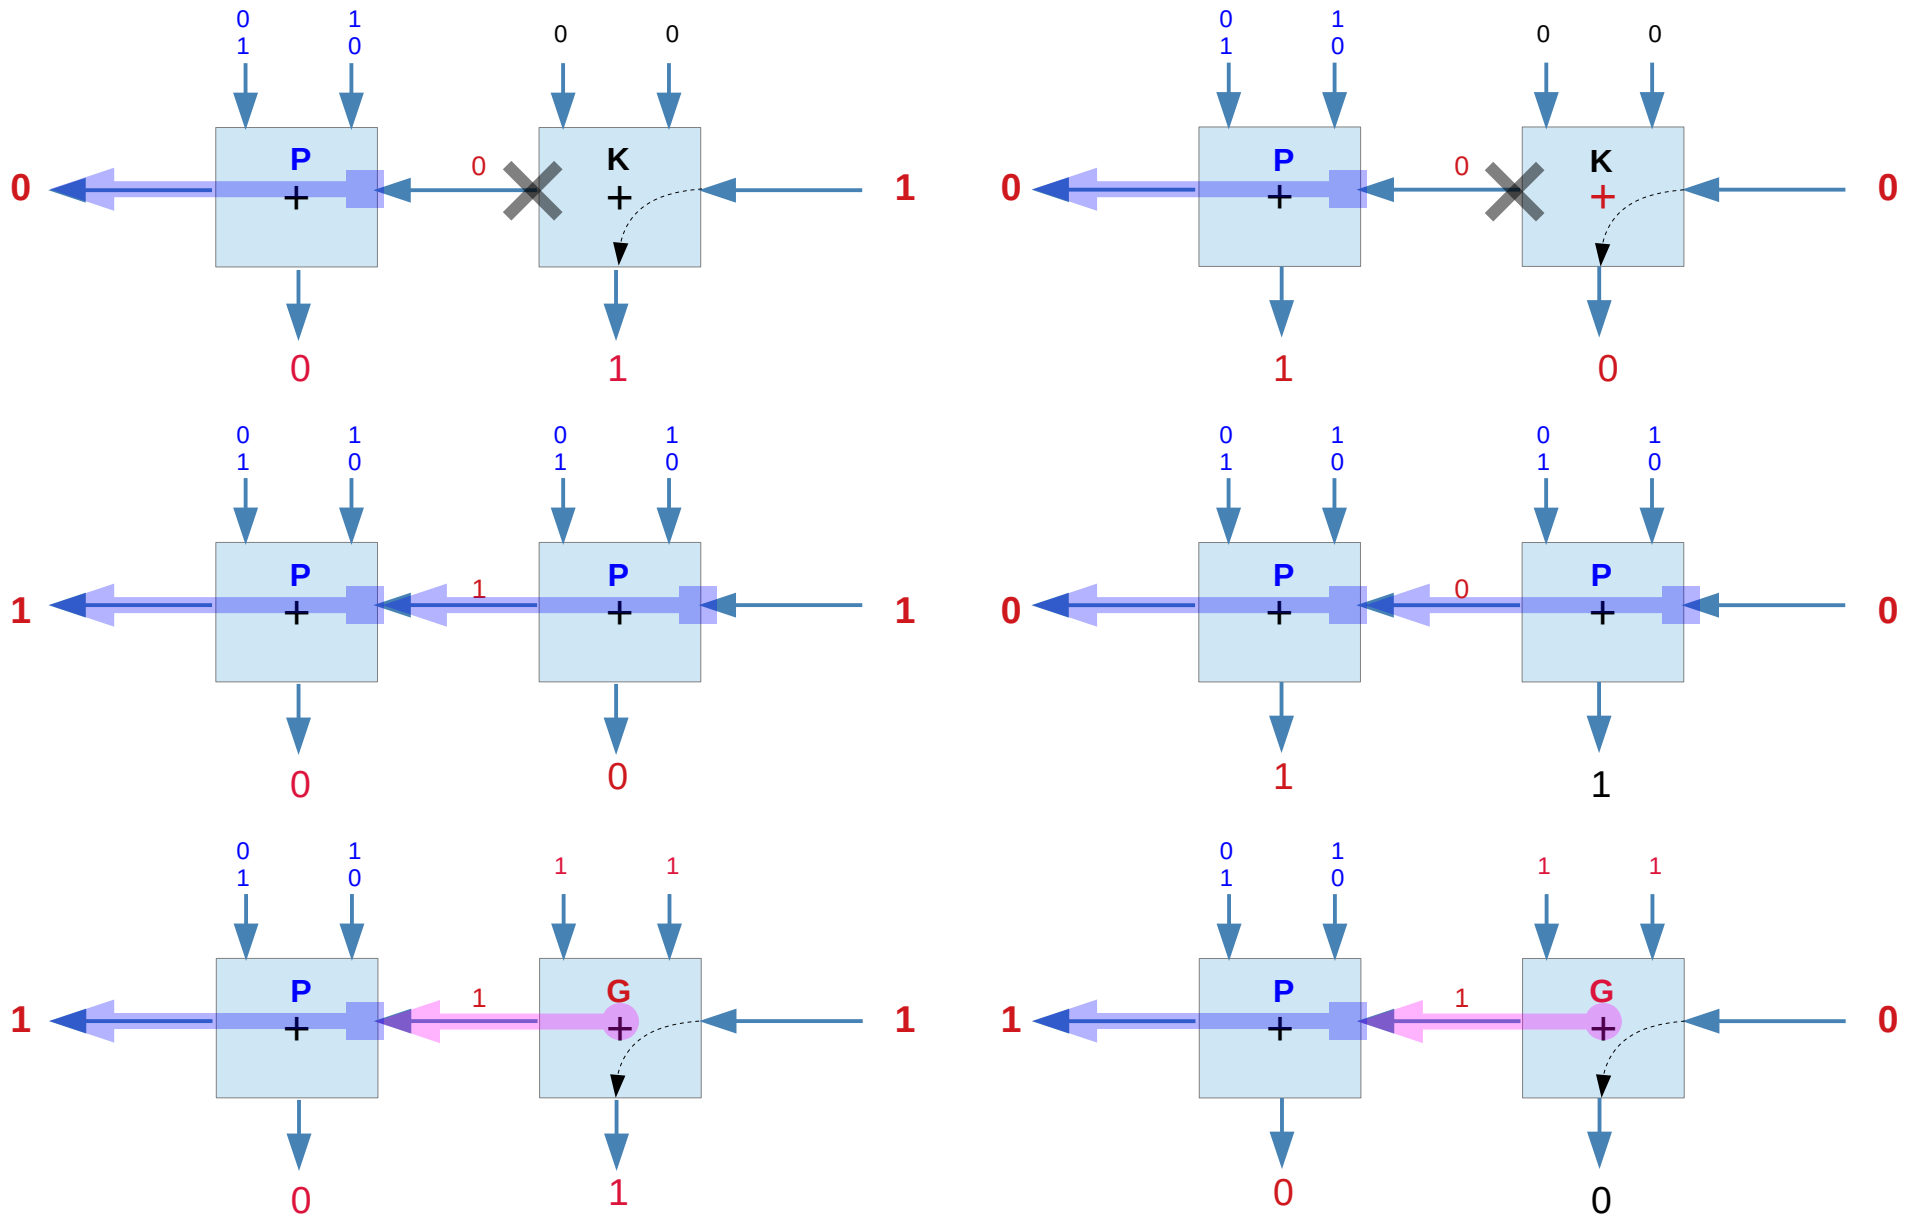 0 1 0 0 1 1 0 0
1 0 1 0
P K P K
0 + 0 + 1 0 + 0 + 0
0 1 1 0
0 1 0 1 0 1 0 1
1 0 1 0 1 0 1 0
P P P P
1 + 1 + 1 0 + 0 + 0
0 0 1 1
0 1 1 1 0 1 1 1
1 0 1 0
P G P G
1 + 1 + 1 1 + 1 + 0
0 1 0 0